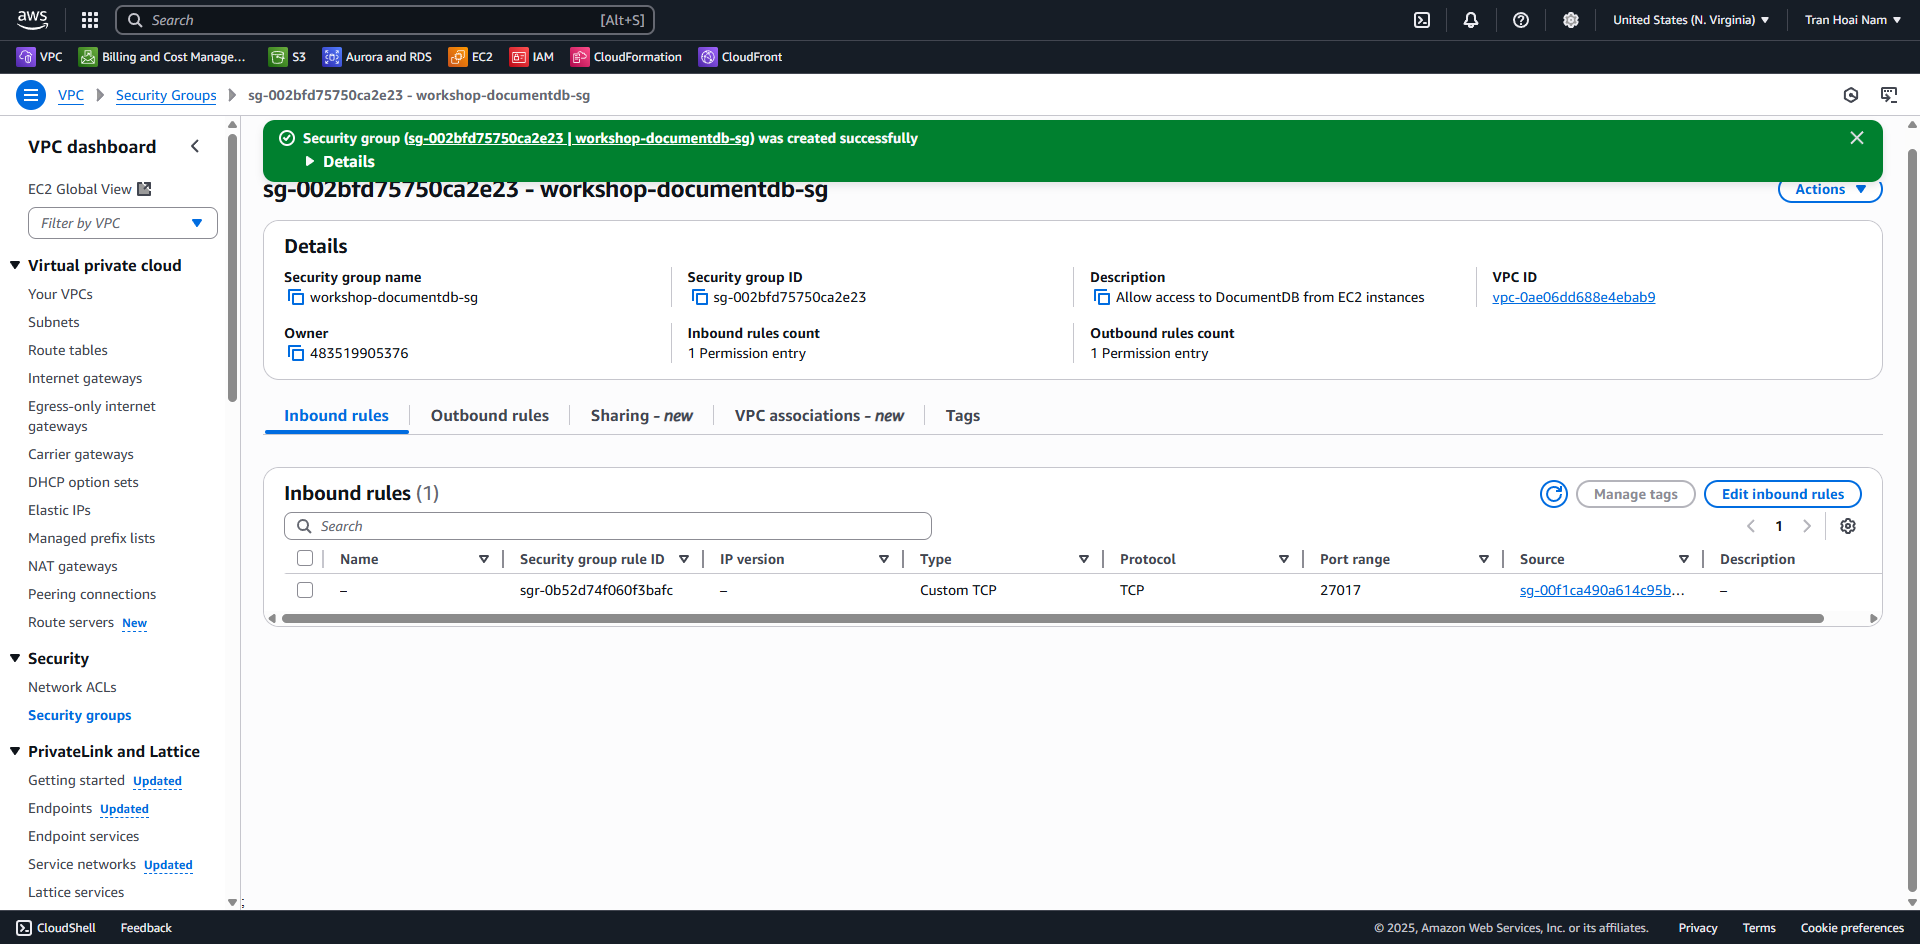 aws
Search [Alt+S]
United States (N. Virginia)
Tran Hoai Nam
VPC
Billing and Cost Manage...
S3
Aurora and RDS
EC2
IAM
CloudFormation
CloudFront
VPC
Security Groups
sg-002bfd75750ca2e23 - workshop-documentdb-sg
VPC dashboard
EC2 Global View
Filter by VPC
Virtual private cloud
Your VPCs
Subnets
Route tables
Internet gateways
Egress-only internet
gateways
Carrier gateways
DHCP option sets
Elastic IPs
Managed prefix lists
NAT gateways
Peering connections
Route servers New
Security
Network ACLs
Security groups
PrivateLink and Lattice
Getting started Updated
Endpoints Updated
Endpoint services
Service networks Updated
Lattice services
Security group (sg-002bfd75750ca2e23 | workshop-documentdb-sg) was created successfully
Details
sg-002bfd75750ca2e23 - workshop-documentdb-sg
Actions
Details
Security group name
workshop-documentdb-sg
Security group ID
sg-002bfd75750ca2e23
Description
Allow access to DocumentDB from EC2 instances
VPC ID
vpc-0ae06dd688e4ebab9
Owner
483519905376
Inbound rules count
1 Permission entry
Outbound rules count
1 Permission entry
Inbound rules
Outbound rules
Sharing - new
VPC associations - new
Tags
Inbound rules (1)
Manage tags
Edit inbound rules
Search
1
Name Security group rule ID IP version Type Protocol Port range Source Description
– sgr-0b52d74f060f3bafc – Custom TCP TCP 27017 sg-00f1ca490a614c95b... –
CloudShell
Feedback
© 2025, Amazon Web Services, Inc. or its affiliates.
Privacy
Terms
Cookie preferences